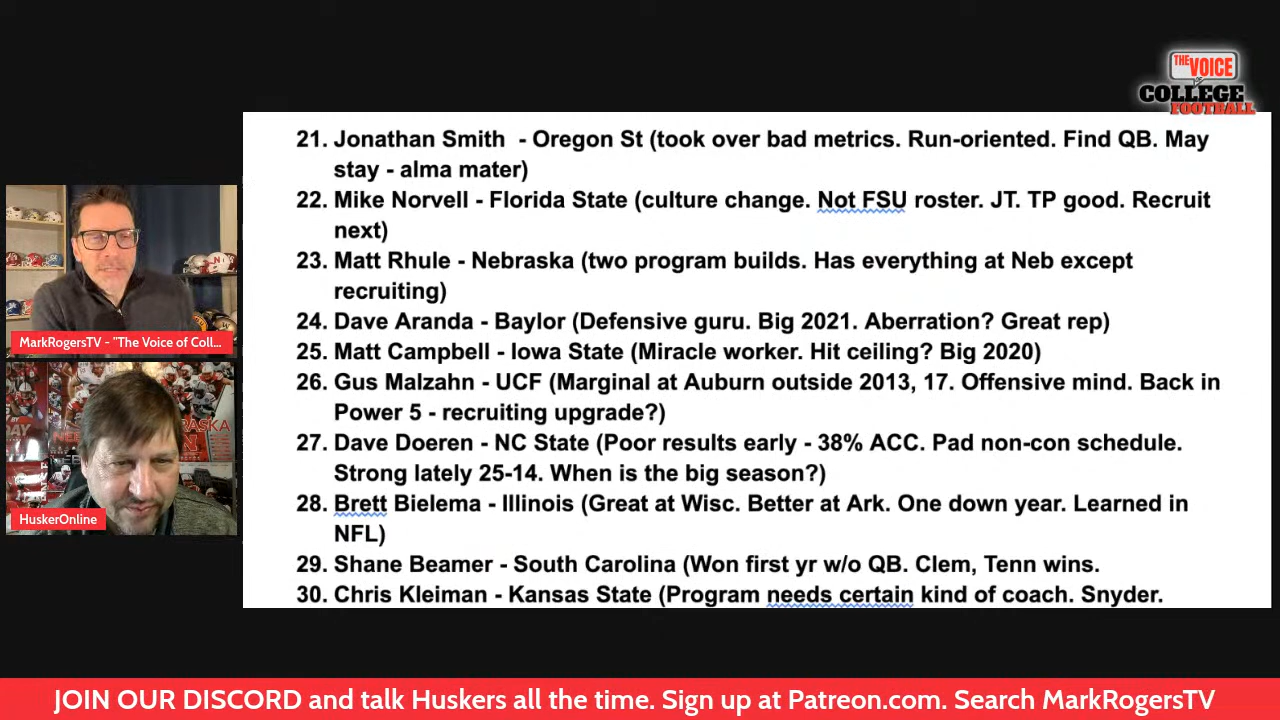 THE VOICE
OF
COLLEGE
FOOTBALL
21. Jonathan Smith - Oregon St (took over bad metrics. Run-oriented. Find QB. May
stay - alma mater)
22. Mike Norvell - Florida State (culture change. Not FSU roster. JT. TP good. Recruit
next)
23. Matt Rhule - Nebraska (two program builds. Has everything at Neb except
recruiting)
24. Dave Aranda - Baylor (Defensive guru. Big 2021. Aberration? Great rep)
25. Matt Campbell - Iowa State (Miracle worker. Hit ceiling? Big 2020)
26. Gus Malzahn - UCF (Marginal at Auburn outside 2013, 17. Offensive mind. Back in
Power 5 - recruiting upgrade?)
27. Dave Doeren - NC State (Poor results early - 38% ACC. Pad non-con schedule.
Strong lately 25-14. When is the big season?)
28. Brett Bielema - Illinois (Great at Wisc. Better at Ark. One down year. Learned in
NFL)
29. Shane Beamer - South Carolina (Won first yr w/o QB. Clem, Tenn wins.
30. Chris Kleiman - Kansas State (Program needs certain kind of coach. Snyder.
MarkRogersTV - "The Voice of Coll...
HuskerOnline
JOIN OUR DISCORD and talk Huskers all the time. Sign up at Patreon.com. Search MarkRogersTV